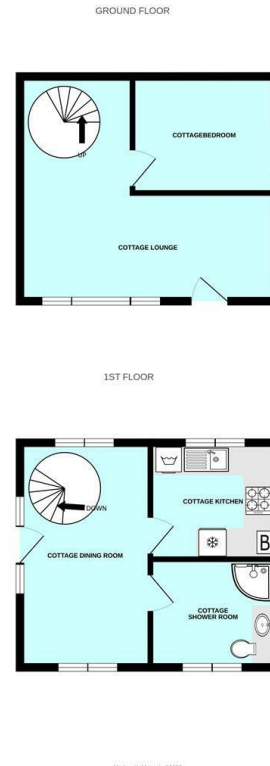 GROUND FLOOR
COTTAGEBEDROOM
UP
COTTAGE LOUNGE
1ST FLOOR
COTTAGE KITCHEN
DOWN
B
COTTAGE DINING ROOM
COTTAGE
SHOWER ROOM